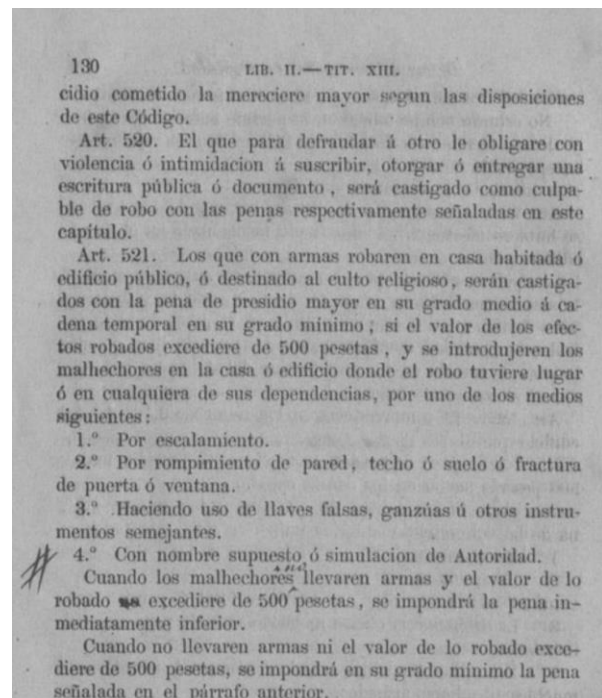 130
LIB. II.—TIT. XIII.
cidio cometido la mereciere mayor segun las disposiciones
de este Código.
Art. 520. El que para defraudar á otro le obligare con
violencia ó intimidacion á suscribir, otorgar ó entregar una
escritura pública ó documento, será castigado como culpa-
ble de robo con las penas respectivamente señaladas en este
capítulo.
Art. 521. Los que con armas robaren en casa habitada ó
edificio público, ó destinado al culto religioso, serán castiga-
dos con la pena de presidio mayor en su grado medio á ca-
dena temporal en su grado mínimo, si el valor de los efec-
tos robados excediere de 500 pesetas, y se introdujeren los
malhechores en la casa ó edificio donde el robo tuviere lugar
ó en cualquiera de sus dependencias, por uno de los medios
siguientes:
1.º Por escalamiento.
2.º Por rompimiento de pared, techo ó suelo ó fractura
de puerta ó ventana.
3.º Haciendo uso de llaves falsas, ganzúas ú otros instru-
mentos semejantes.
4.º Con nombre supuesto ó simulacion de Autoridad.
Cuando los malhechores llevaren armas y el valor de lo
robado excediere de 500 pesetas, se impondrá la pena in-
mediatamente inferior.
Cuando no llevaren armas ni el valor de lo robado exce-
diere de 500 pesetas, se impondrá en su grado mínimo la pena
señalada en el párrafo anterior.